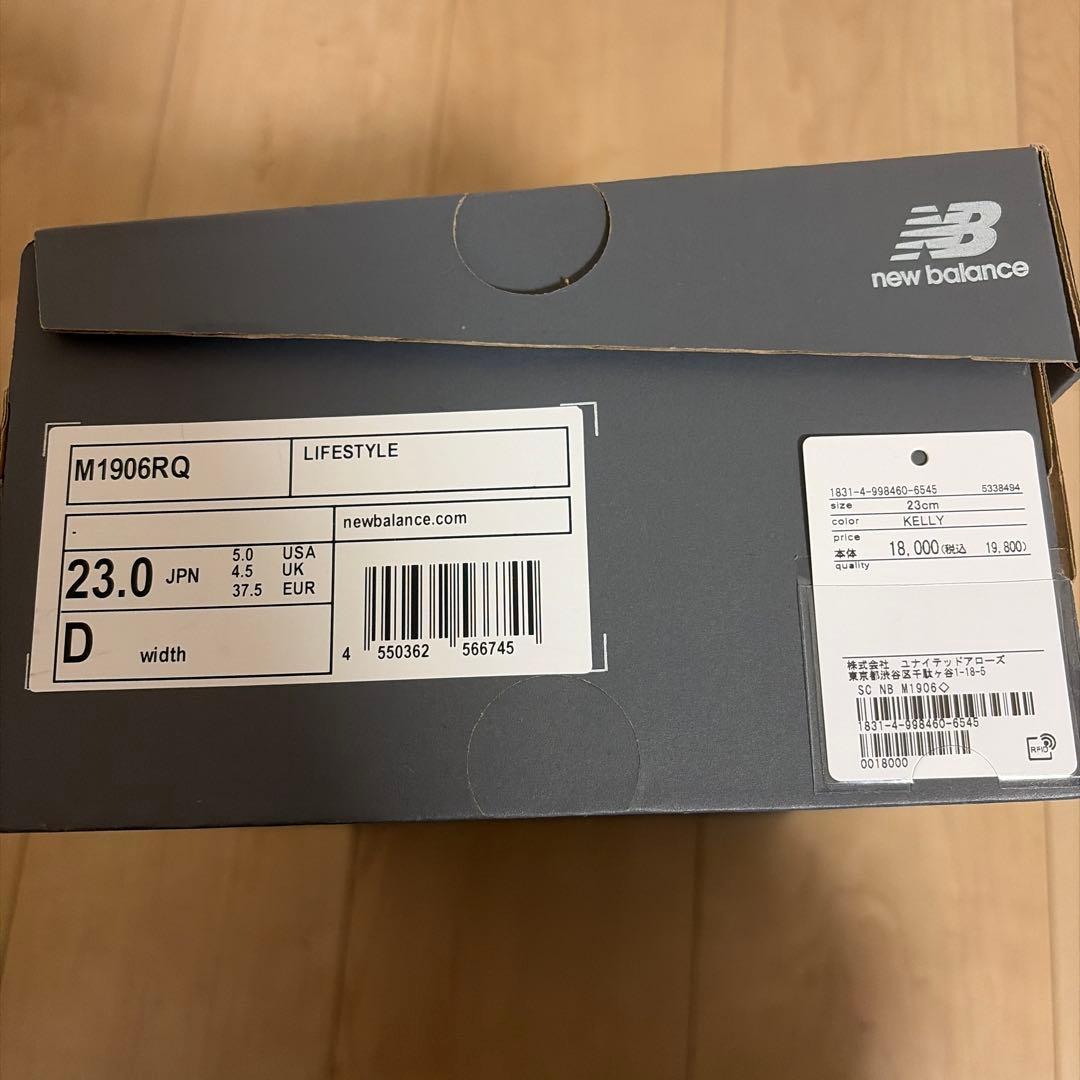 NB
new balance
M1906RQ
LIFESTYLE
-
newbalance.com
23.0 JPN
5.0 USA
4.5 UK
37.5 EUR
D width
4 550362 566745
1831-4-998460-6545 5338494
size 23cm
color KELLY
price
本体 18,000(税込 19,800)
quality
株式会社 ユナイテッドアローズ
東京都渋谷区千駄ヶ谷1-18-5
SC NB M1906◇
1831-4-998460-6545
0018000
RFID